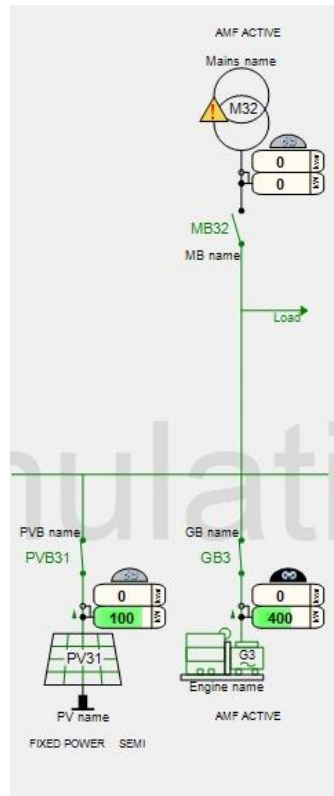 AMF ACTIVE
Mains name
M32
0 kvar
0 kW
MB32
MB name
Load
nulati
PVB name
GB name
PVB31
GB3
0 kvar
0 kvar
100 kW
400 kW
PV31
G3
Engine name
PV name
AMF ACTIVE
FIXED POWER SEMI